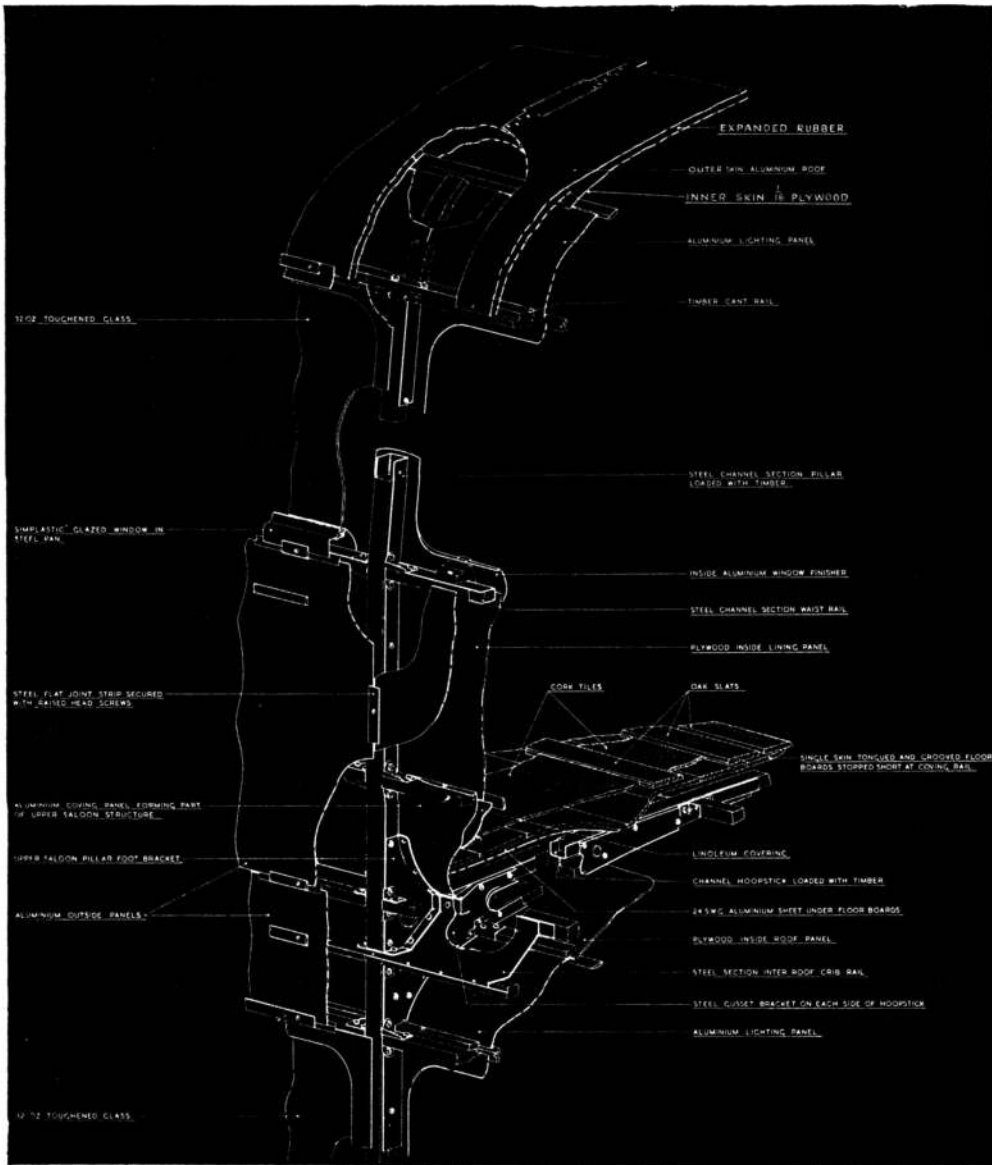 EXPANDED RUBBER
OUTER SKIN ALUMINIUM ROOF
INNER SKIN 1/16 PLYWOOD
ALUMINIUM LIGHTING PANEL
TIMBER CANT RAIL
32 OZ TOUGHENED GLASS
STEEL CHANNEL SECTION PILLAR
LOADED WITH TIMBER
SIMPLASTIC GLAZED WINDOW IN
STEEL PAN
INSIDE ALUMINIUM WINDOW FINISHER
STEEL CHANNEL SECTION WAIST RAIL
PLYWOOD INSIDE LINING PANEL
STEEL FLAT JOINT STRIP SECURED
WITH RAISED HEAD SCREWS
CORK TILES
OAK SLATS
SINGLE SKIN TONGUED AND GROOVED FLOOR
BOARDS STOPPED SHORT AT COVING RAIL
ALUMINIUM COVING PANEL FORMING PART
OF UPPER SALOON STRUCTURE
UPPER SALOON PILLAR FOOT BRACKET
LINOLEUM COVERING
CHANNEL HOOPSTICK LOADED WITH TIMBER
ALUMINIUM OUTSIDE PANELS
24 SWG ALUMINIUM SHEET UNDER FLOOR BOARDS
PLYWOOD INSIDE ROOF PANEL
STEEL SECTION INTER ROOF CRIB RAIL
STEEL GUSSET BRACKET ON EACH SIDE OF HOOPSTICK
ALUMINIUM LIGHTING PANEL
32 OZ TOUGHENED GLASS